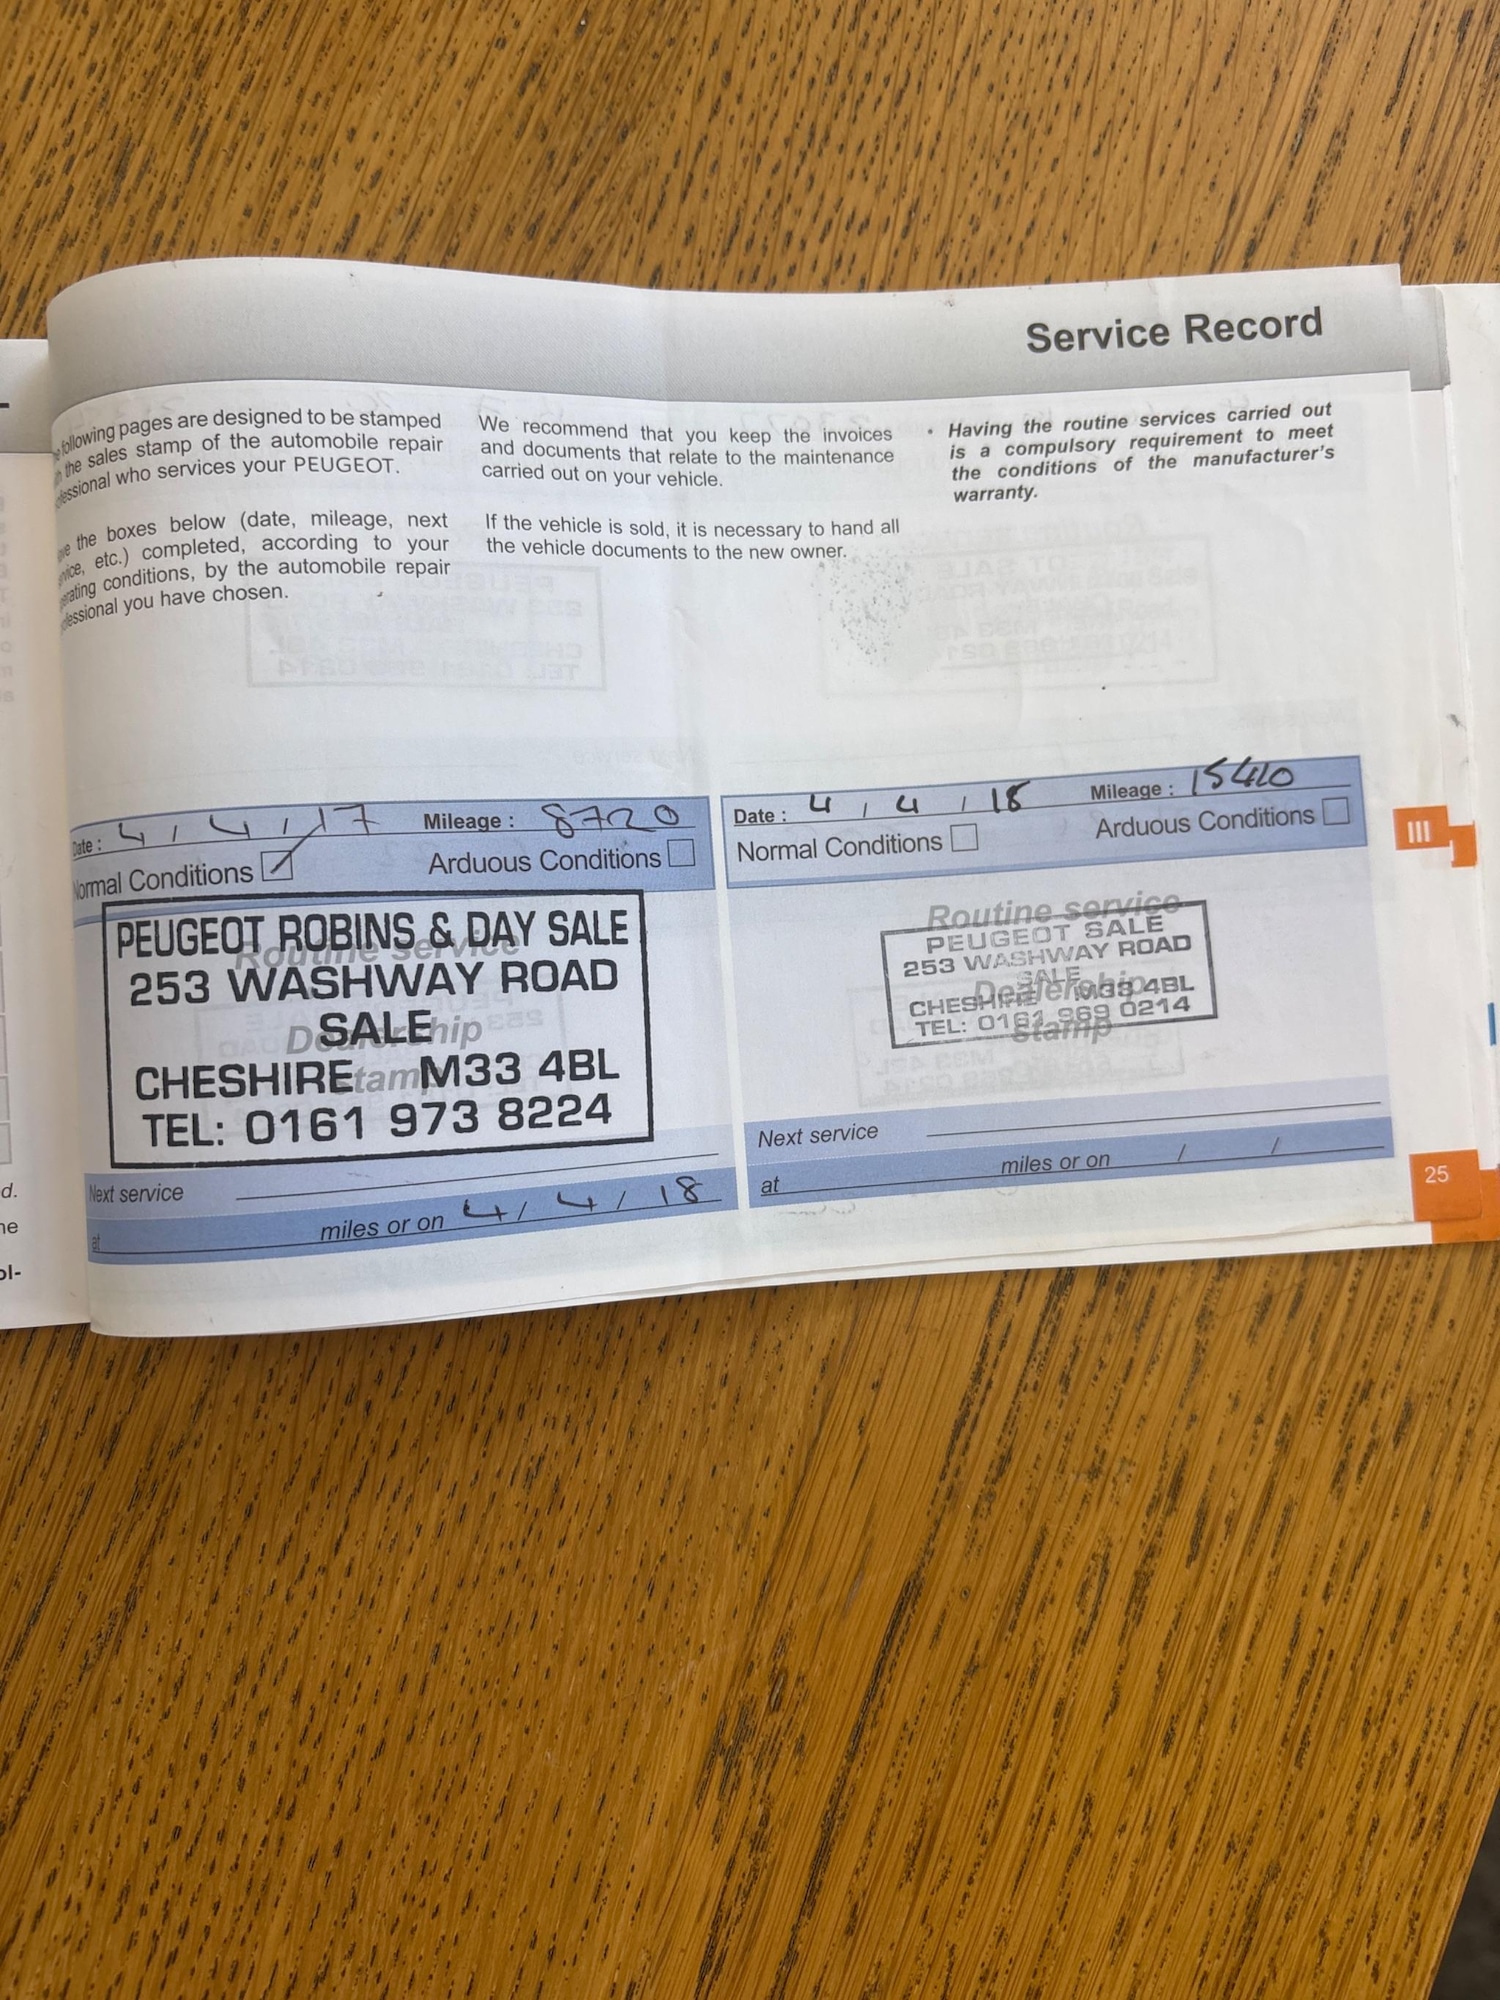 Service Record
following pages are designed to be stamped
the sales stamp of the automobile repair
who services your PEUGEOT.
the boxes below (date, mileage, next
etc.) completed, according to your
conditions, by the automobile repair
you have chosen.
We recommend that you keep the invoices
and documents that relate to the maintenance
carried out on your vehicle.
If the vehicle is sold, it is necessary to hand all
the vehicle documents to the new owner.
• Having the routine services carried out
is a compulsory requirement to meet
the conditions of the manufacturer's
warranty.
Date : 4 / 4 / 17 Mileage : 8720
Normal Conditions Arduous Conditions
Routine service
Dealership
stamp
PEUGEOT ROBINS & DAY SALE
253 WASHWAY ROAD
SALE
CHESHIRE M33 4BL
TEL: 0161 973 8224
Next service
at miles or on 4 / 4 / 18
Date : 4 / 4 / 18 Mileage : 15410
Normal Conditions Arduous Conditions
Routine service
Dealership
stamp
PEUGEOT SALE
253 WASHWAY ROAD
SALE
CHESHIRE M33 4BL
TEL: 0161 969 0214
Next service
at miles or on / /
III
25
d.
ol-